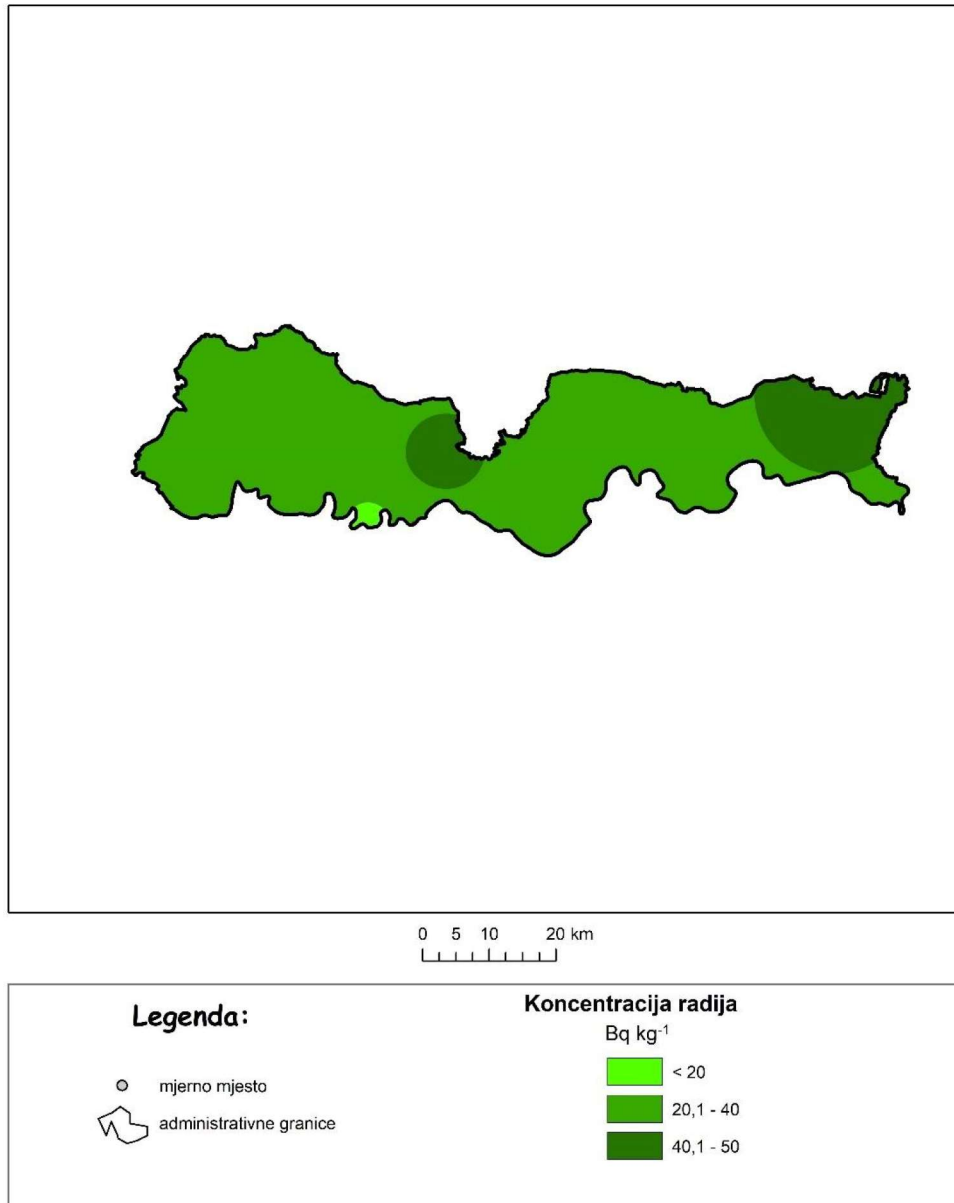 0 5 10 20 km
Legenda:
mjerno mjesto
administrativne granice
Koncentracija radija
Bq kg⁻¹
< 20
20,1 - 40
40,1 - 50